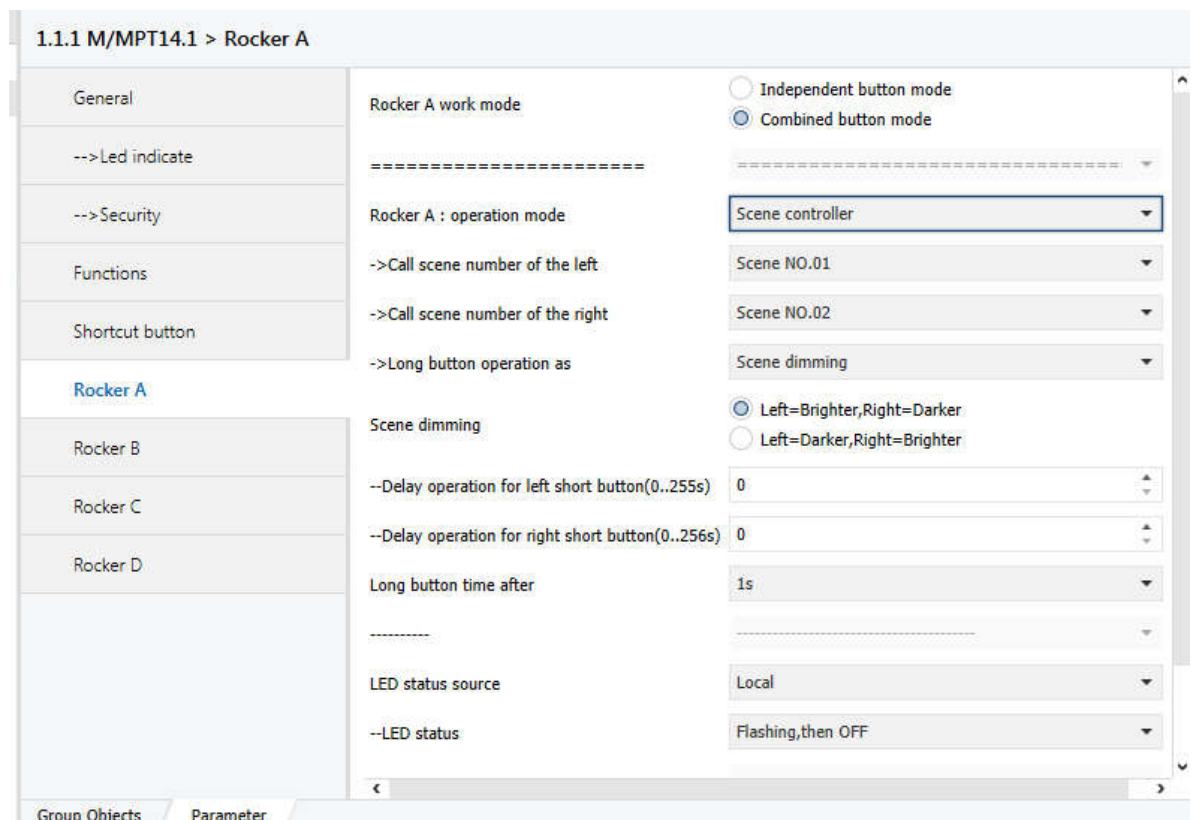 1.1.1 M/MPT14.1 > Rocker A
General
-->Led indicate
-->Security
Functions
Shortcut button
Rocker A
Rocker B
Rocker C
Rocker D
Rocker A work mode
Independent button mode
Combined button mode
======================= =================================
Rocker A : operation mode Scene controller
->Call scene number of the left Scene NO.01
->Call scene number of the right Scene NO.02
->Long button operation as Scene dimming
Scene dimming
Left=Brighter,Right=Darker
Left=Darker,Right=Brighter
--Delay operation for left short button(0..255s) 0
--Delay operation for right short button(0..256s) 0
Long button time after 1s
---------- ----------------------------------------
LED status source Local
--LED status Flashing,then OFF
Group Objects Parameter